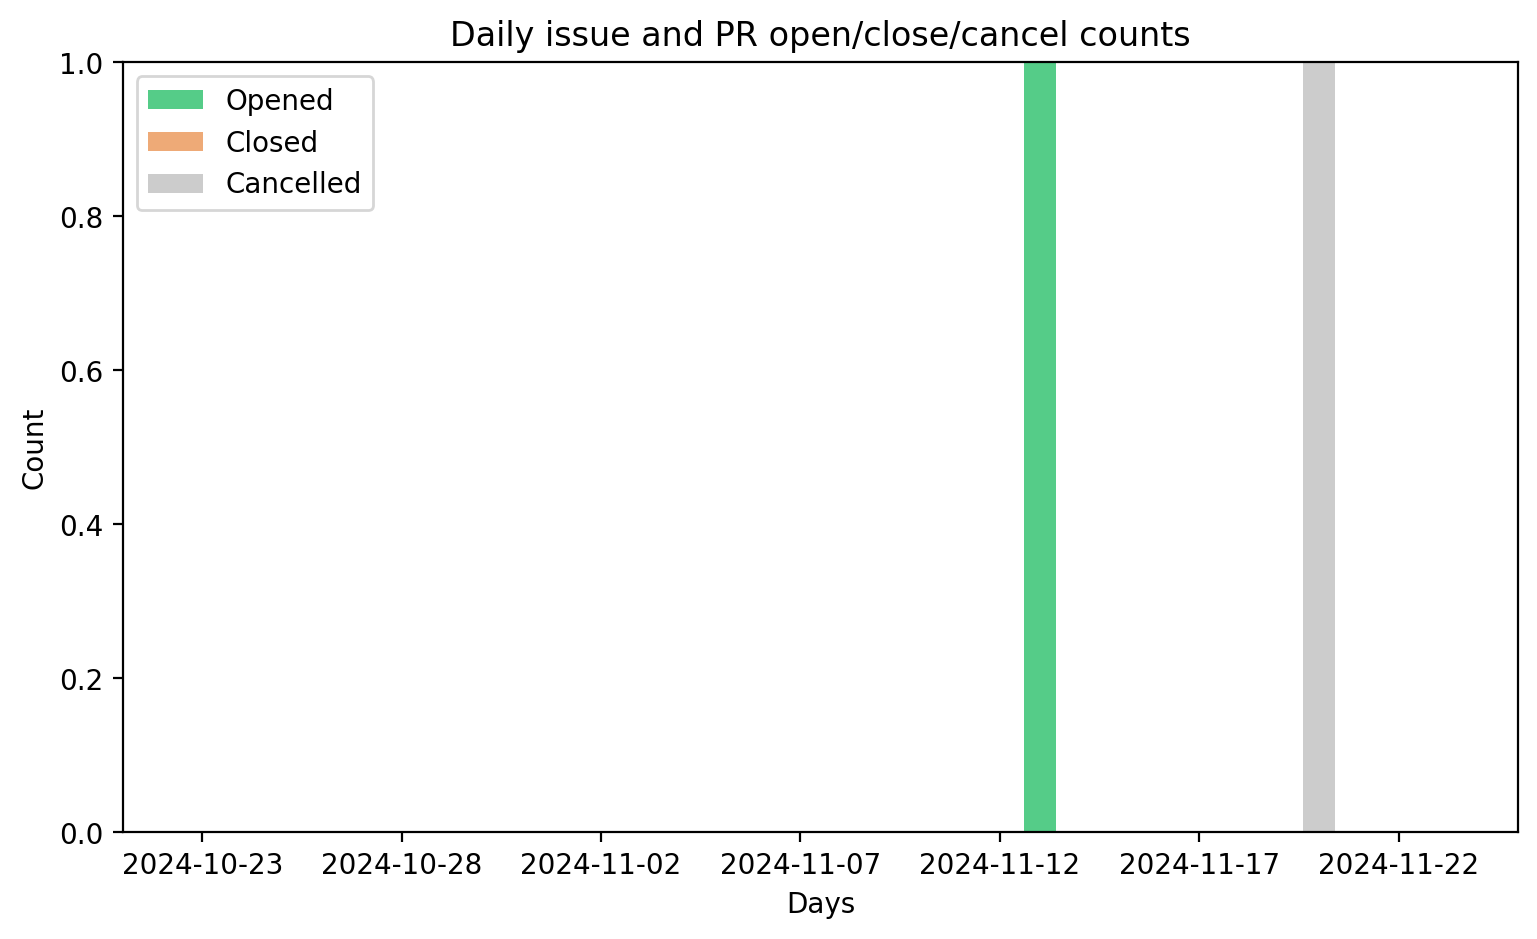 Daily issue and PR open/close/cancel counts
1.0
0.8
0.6
0.4
0.2
0.0
Count
Opened
Closed
Cancelled
2024-10-23 2024-10-28 2024-11-02 2024-11-07 2024-11-12 2024-11-17 2024-11-22
Days